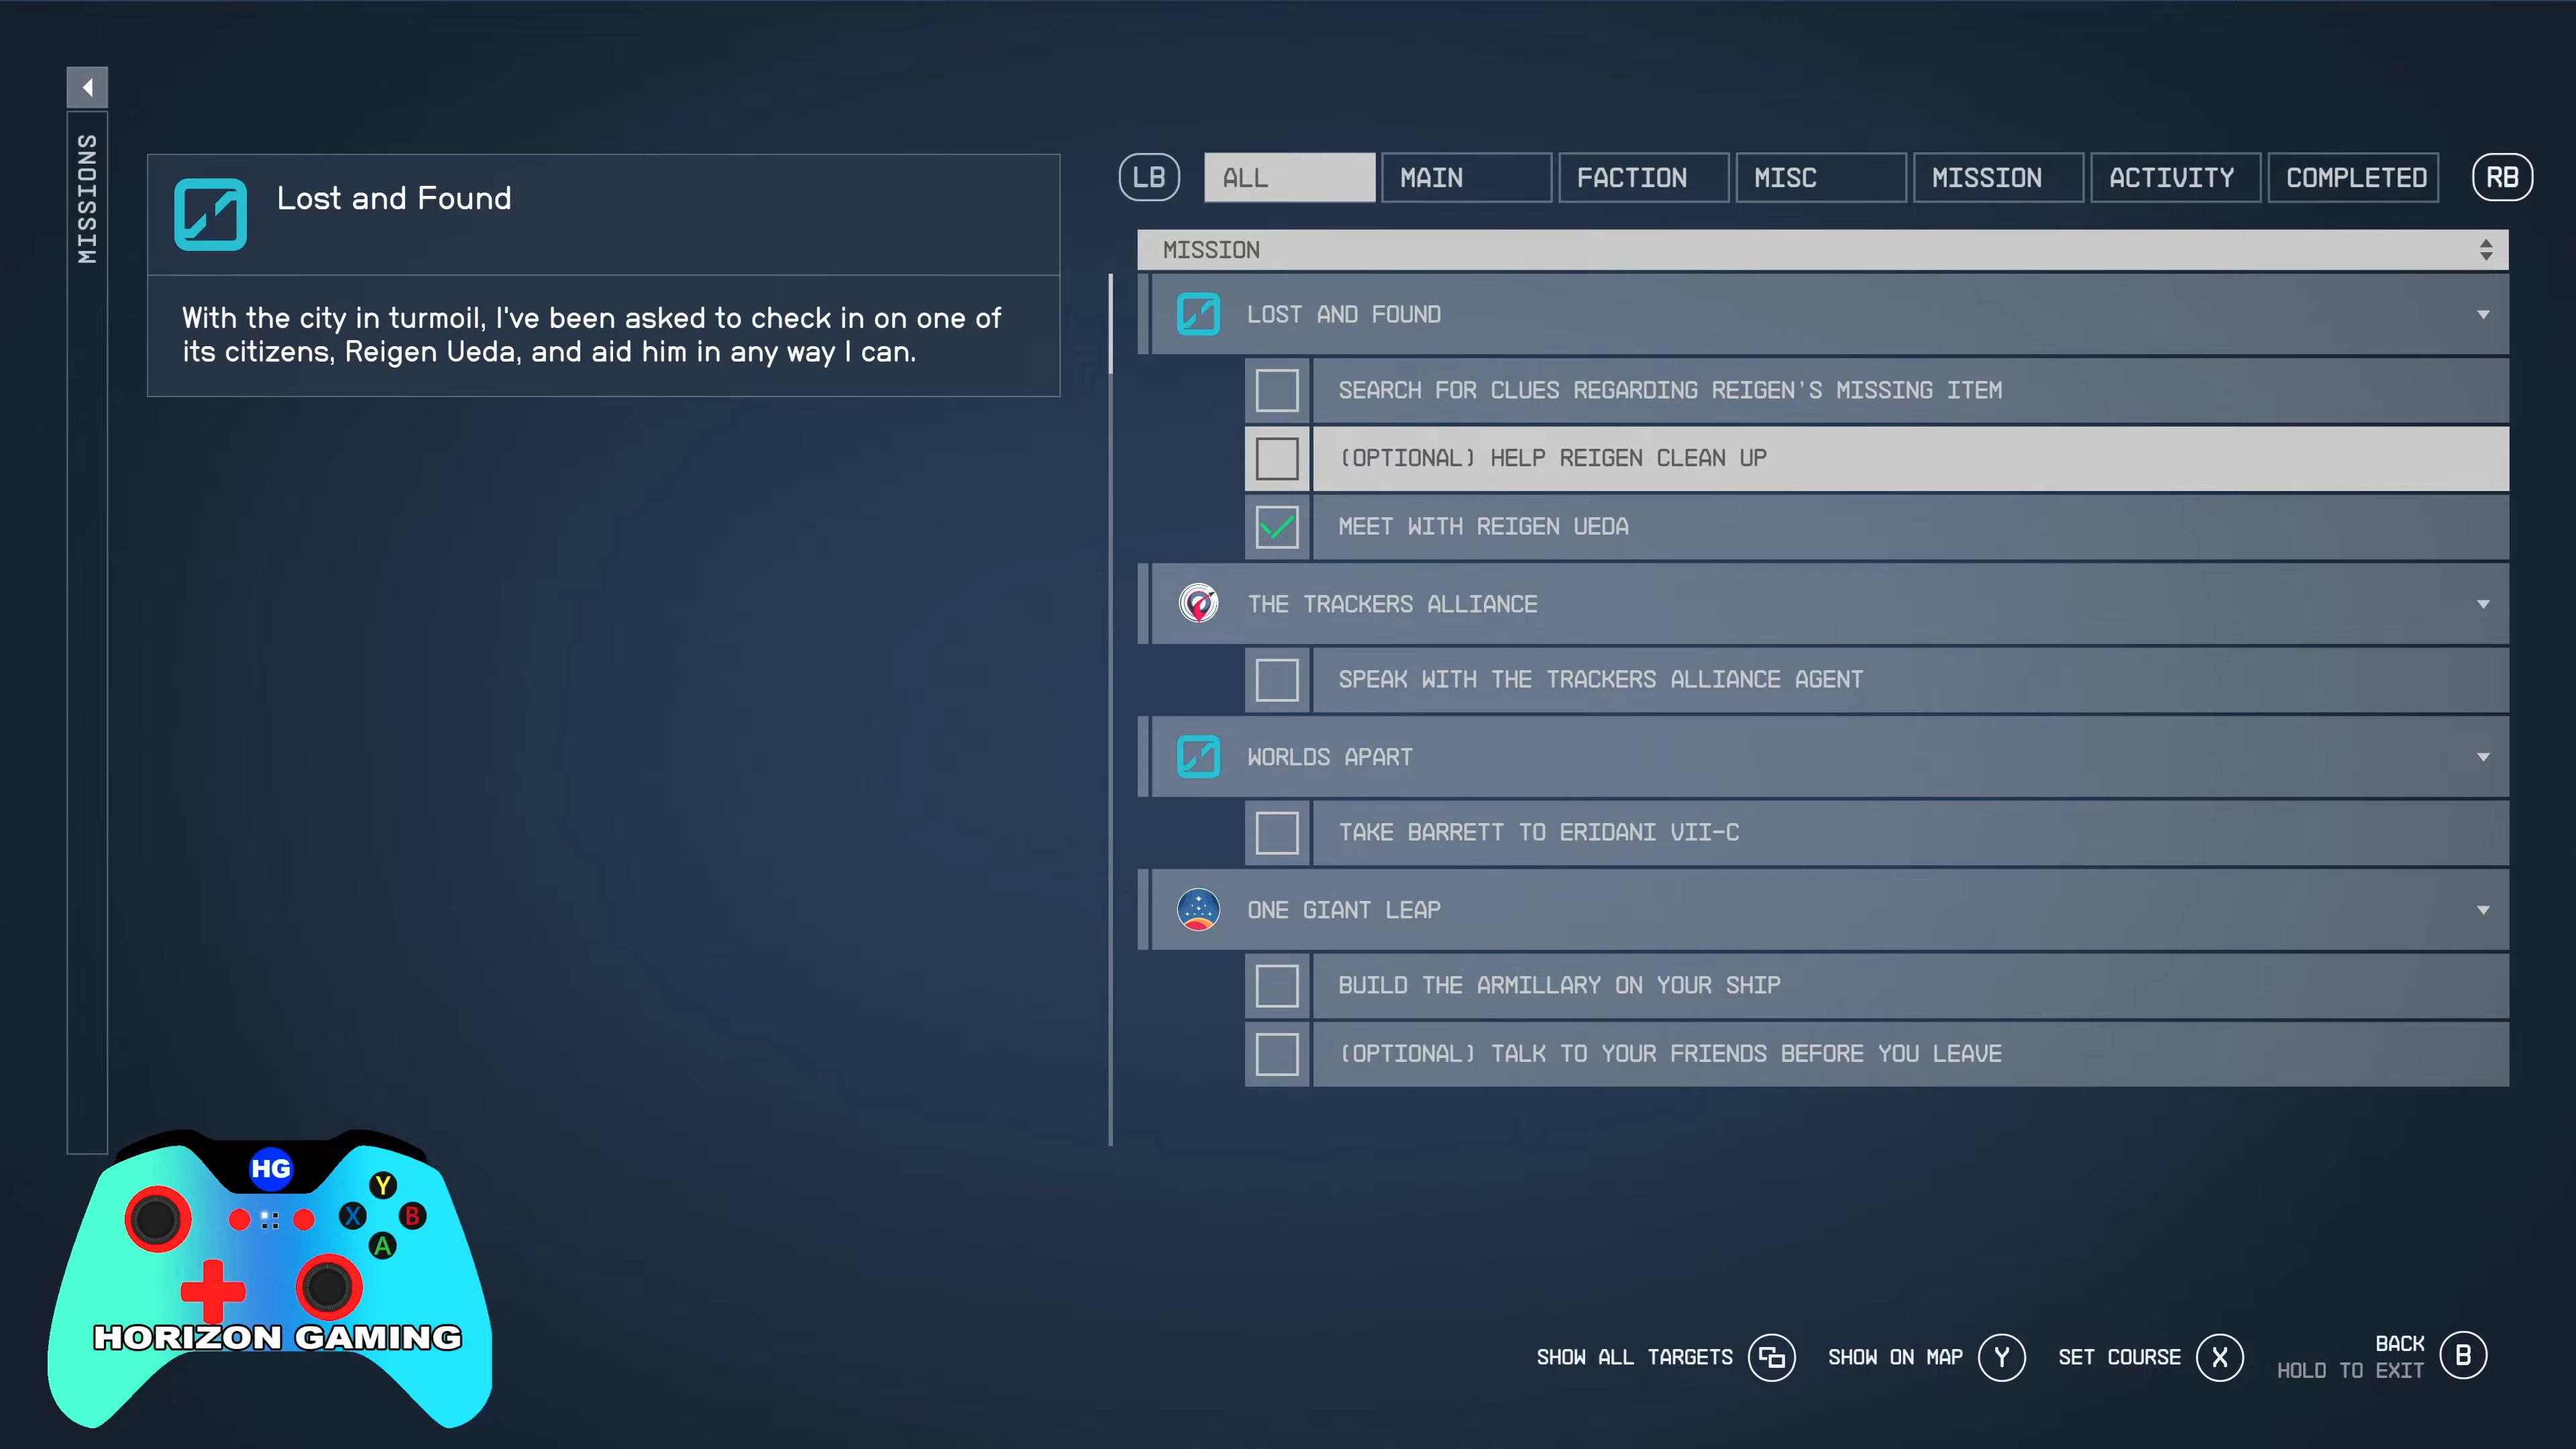 MISSIONS
Lost and Found
With the city in turmoil, I've been asked to check in on one of
its citizens, Reigen Ueda, and aid him in any way I can.
LB ALL MAIN FACTION MISC MISSION ACTIVITY COMPLETED RB
MISSION
LOST AND FOUND
SEARCH FOR CLUES REGARDING REIGEN'S MISSING ITEM
(OPTIONAL) HELP REIGEN CLEAN UP
MEET WITH REIGEN UEDA
THE TRACKERS ALLIANCE
SPEAK WITH THE TRACKERS ALLIANCE AGENT
WORLDS APART
TAKE BARRETT TO ERIDANI VII-C
ONE GIANT LEAP
BUILD THE ARMILLARY ON YOUR SHIP
(OPTIONAL) TALK TO YOUR FRIENDS BEFORE YOU LEAVE
HG
Y
X B
A
HORIZON GAMING
SHOW ALL TARGETS SHOW ON MAP Y SET COURSE X BACK B
HOLD TO EXIT